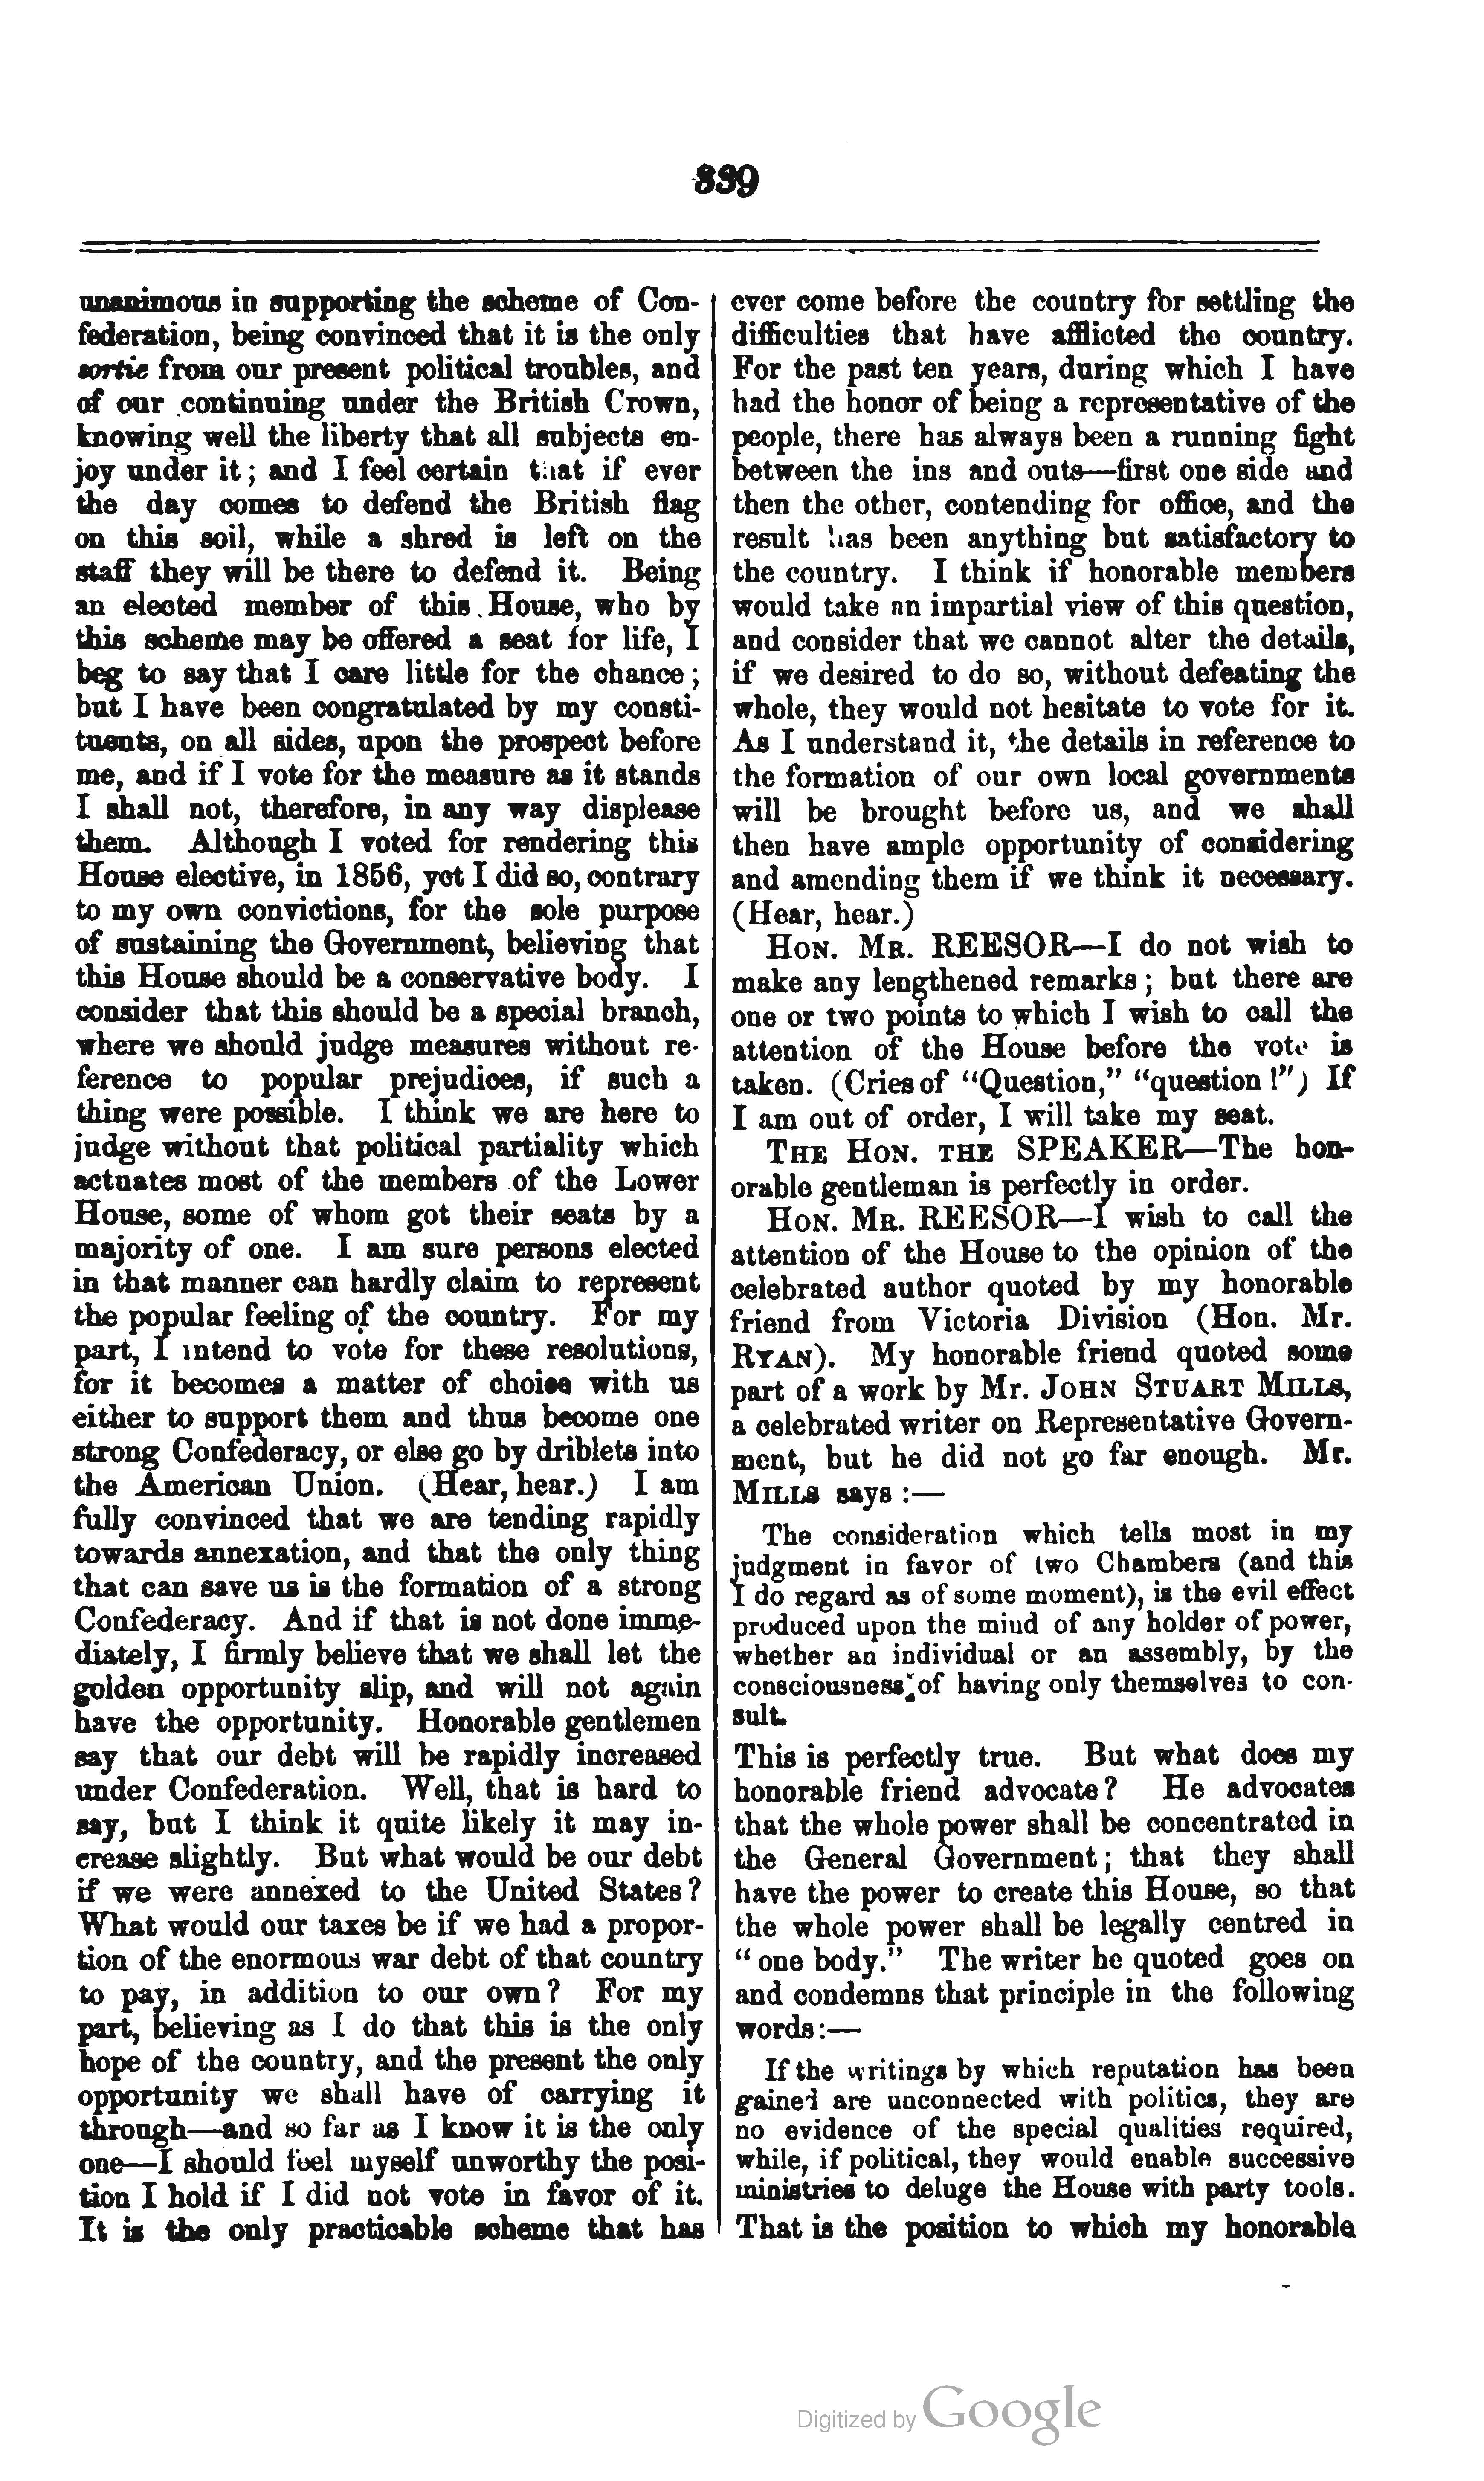 339
unanimous in supporting the scheme of Con-
federation, being convinced that it is the only
sortie from our present political troubles, and
of our continuing under the British Crown,
knowing well the liberty that all subjects en-
joy under it; and I feel certain that if ever
the day comes to defend the British flag
on this soil, while a shred is left on the
staff they will be there to defend it. Being
an elected member of this House, who by
this scheme may be offered a seat for life, I
beg to say that I care little for the chance;
but I have been congratulated by my consti-
tuents, on all sides, upon the prospect before
me, and if I vote for the measure as it stands
I shall not, therefore, in any way displease
them. Although I voted for rendering this
House elective, in 1856, yet I did so, contrary
to my own convictions, for the sole purpose
of sustaining the Government, believing that
this House should be a conservative body. I
consider that this should be a special branch,
where we should judge measures without re-
ference to popular prejudices, if such a
thing were possible. I think we are here to
judge without that political partiality which
actuates most of the members of the Lower
House, some of whom got their seats by a
majority of one. I am sure persons elected
in that manner can hardly claim to represent
the popular feeling of the country. For my
part, I intend to vote for these resolutions,
for it becomes a matter of choice with us
either to support them and thus become one
strong Confederacy, or else go by driblets into
the American Union. (Hear, hear.) I am
fully convinced that we are tending rapidly
towards annexation, and that the only thing
that can save us is the formation of a strong
Confederacy. And if that is not done imme-
diately, I firmly believe that we shall let the
golden opportunity slip, and will not again
have the opportunity. Honorable gentlemen
say that our debt will be rapidly increased
under Confederation. Well, that is hard to
say, but I think it quite likely it may in-
crease slightly. But what would be our debt
if we were annexed to the United States?
What would our taxes be if we had a propor-
tion of the enormous war debt of that country
to pay, in addition to our own? For my
part, believing as I do that this is the only
hope of the country, and the present the only
opportunity we shall have of carrying it
through—and so far as I know it is the only
one—I should feel myself unworthy the posi-
tion I hold if I did not vote in favor of it.
It is the only practicable scheme that has
ever come before the country for settling the
difficulties that have afflicted the country.
For the past ten years, during which I have
had the honor of being a representative of the
people, there has always been a running fight
between the ins and outs—first one side and
then the other, contending for office, and the
result has been anything but satisfactory to
the country. I think if honorable members
would take an impartial view of this question,
and consider that we cannot alter the details,
if we desired to do so, without defeating the
whole, they would not hesitate to vote for it.
As I understand it, the details in reference to
the formation of our own local governments
will be brought before us, and we shall
then have ample opportunity of considering
and amending them if we think it necessary.
(Hear, hear.)
HON. MR. REESOR—I do not wish to
make any lengthened remarks; but there are
one or two points to which I wish to call the
attention of the House before the vote is
taken. (Cries of "Question," "question!") If
I am out of order, I will take my seat.
THE HON. THE SPEAKER—The hon-
orable gentleman is perfectly in order.
HON. MR. REESOR—I wish to call the
attention of the House to the opinion of the
celebrated author quoted by my honorable
friend from Victoria Division (Hon. Mr.
RYAN). My honorable friend quoted some
part of a work by Mr. JOHN STUART MILLS,
a celebrated writer on Representative Govern-
ment, but he did not go far enough. Mr.
MILLS says:—
The consideration which tells most in my
judgment in favor of two Chambers (and this
I do regard as of some moment), is the evil effect
produced upon the mind of any holder of power,
whether an individual or an assembly, by the
consciousness of having only themselves to con-
sult.
This is perfectly true. But what does my
honorable friend advocate? He advocates
that the whole power shall be concentrated in
the General Government; that they shall
have the power to create this House, so that
the whole power shall be legally centred in
"one body." The writer he quoted goes on
and condemns that principle in the following
words:—
If the writings by which reputation has been
gained are unconnected with politics, they are
no evidence of the special qualities required,
while, if political, they would enable successive
ministries to deluge the House with party tools.
That is the position to which my honorable
Digitized by Google